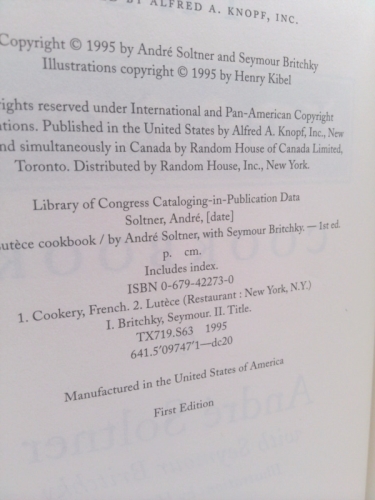 BY ALFRED A. KNOPF, INC.
Copyright © 1995 by André Soltner and Seymour Britchky
Illustrations copyright © 1995 by Henry Kibel
rights reserved under International and Pan-American Copyright
ntions. Published in the United States by Alfred A. Knopf, Inc., New
nd simultaneously in Canada by Random House of Canada Limited,
Toronto. Distributed by Random House, Inc., New York.
Library of Congress Cataloging-in-Publication Data
Soltner, André, [date]
utèce cookbook / by André Soltner, with Seymour Britchky. — 1st ed.
p. cm.
Includes index.
ISBN 0-679-42273-0
1. Cookery, French. 2. Lutèce (Restaurant : New York, N.Y.)
I. Britchky, Seymour. II. Title.
TX719.S63 1995
641.5'09747'1—dc20
Manufactured in the United States of America
First Edition